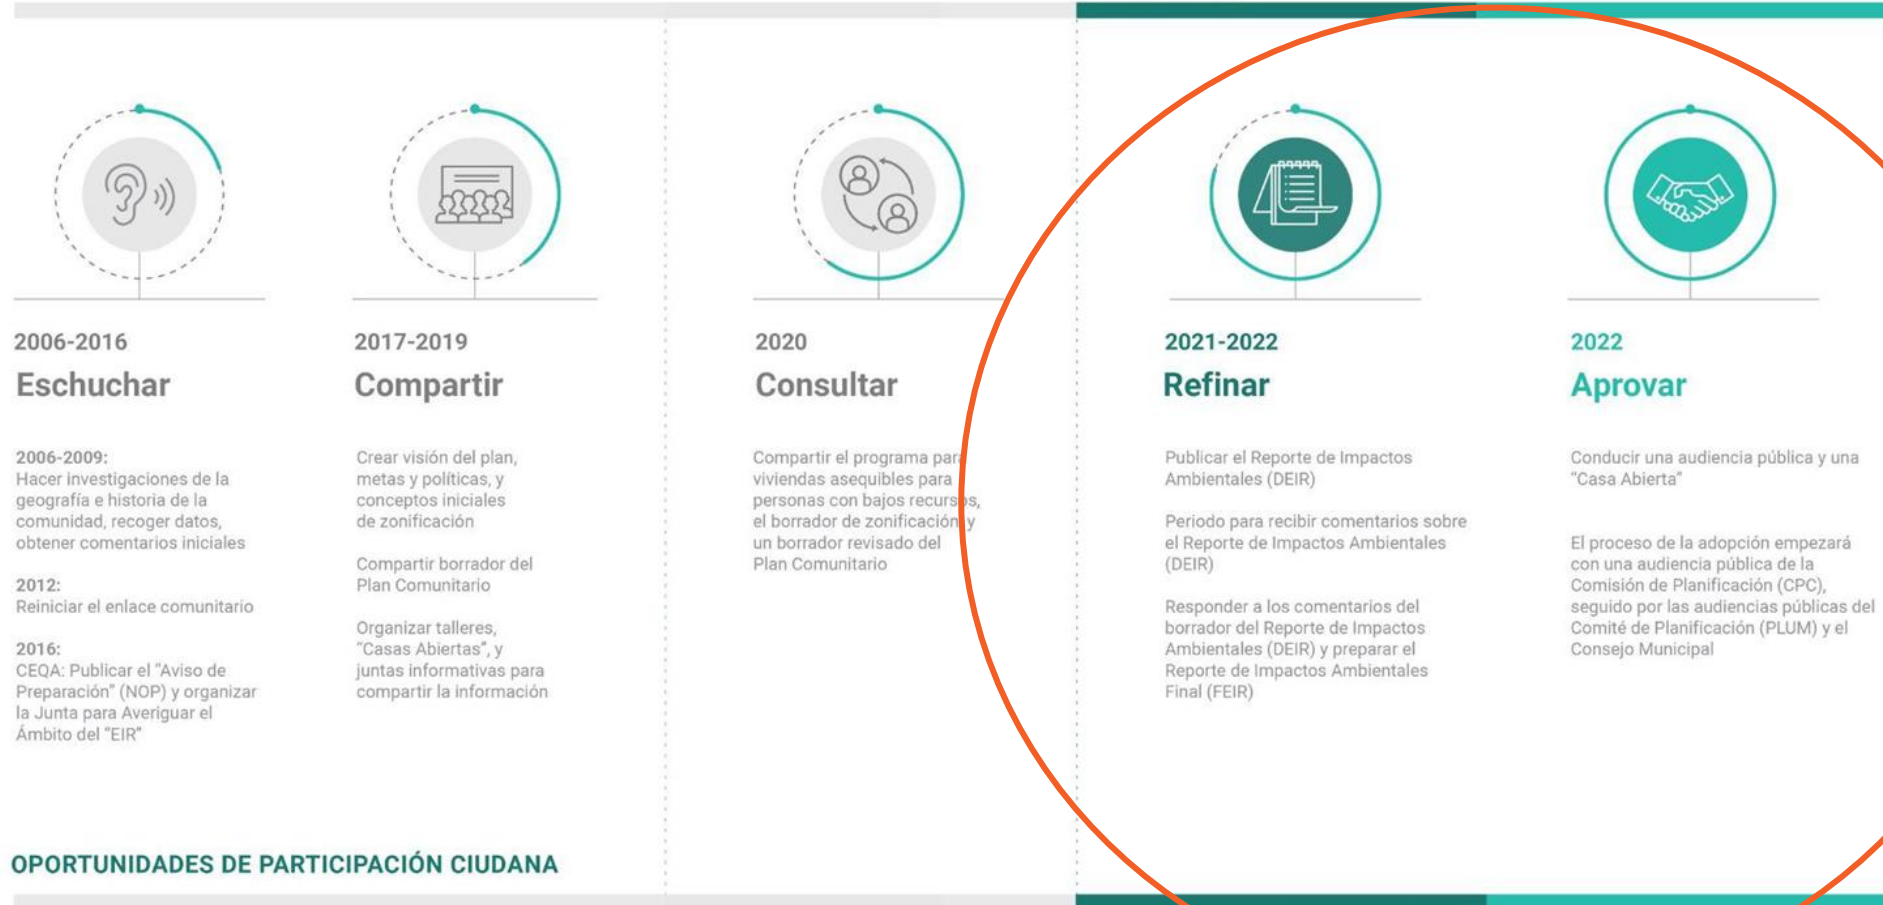 2006-2016
Eschuchar
2006-2009:
Hacer investigaciones de la
geografía e historia de la
comunidad, recoger datos,
obtener comentarios iniciales
2012:
Reiniciar el enlace comunitario
2016:
CEQA: Publicar el “Aviso de
Preparación” (NOP) y organizar
la Junta para Averiguar el
Ámbito del “EIR”
2017-2019
Compartir
Crear visión del plan,
metas y políticas, y
conceptos iniciales
de zonificación
Compartir borrador del
Plan Comunitario
Organizar talleres,
“Casas Abiertas”, y
juntas informativas para
compartir la información
2020
Consultar
Compartir el programa para
viviendas asequibles para
personas con bajos recursos,
el borrador de zonificación y
un borrador revisado del
Plan Comunitario
2021-2022
Refinar
Publicar el Reporte de Impactos
Ambientales (DEIR)
Periodo para recibir comentarios sobre
el Reporte de Impactos Ambientales
(DEIR)
Responder a los comentarios del
borrador del Reporte de Impactos
Ambientales (DEIR) y preparar el
Reporte de Impactos Ambientales
Final (FEIR)
2022
Aprovar
Conducir una audiencia pública y una
“Casa Abierta”
El proceso de la adopción empezará
con una audiencia pública de la
Comisión de Planificación (CPC),
seguido por las audiencias públicas del
Comité de Planificación (PLUM) y el
Consejo Municipal
OPORTUNIDADES DE PARTICIPACIÓN CIUDANA